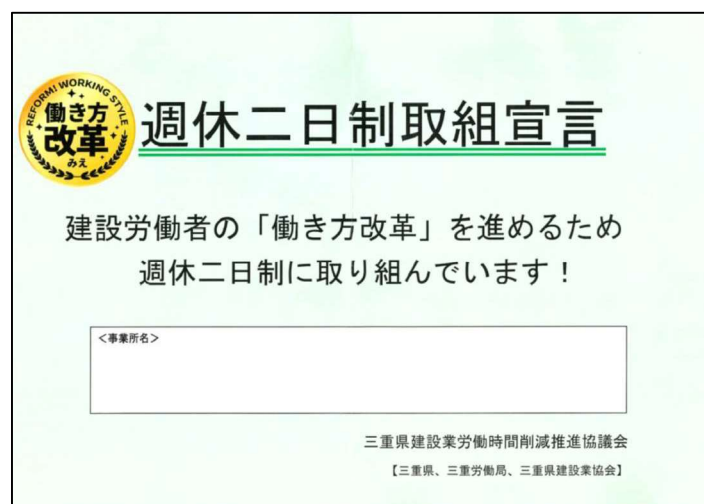 REFORM! WORKING STYLE
働き方
改革
みえ
週休二日制取組宣言
建設労働者の「働き方改革」を進めるため
週休二日制に取り組んでいます！
＜事業所名＞
三重県建設業労働時間削減推進協議会
【三重県、三重労働局、三重県建設業協会】